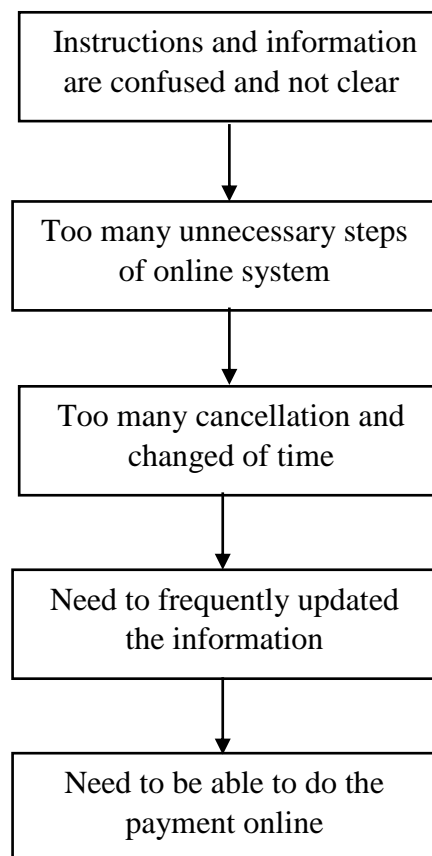 Instructions and information
are confused and not clear
Too many unnecessary steps
of online system
Too many cancellation and
changed of time
Need to frequently updated
the information
Need to be able to do the
payment online